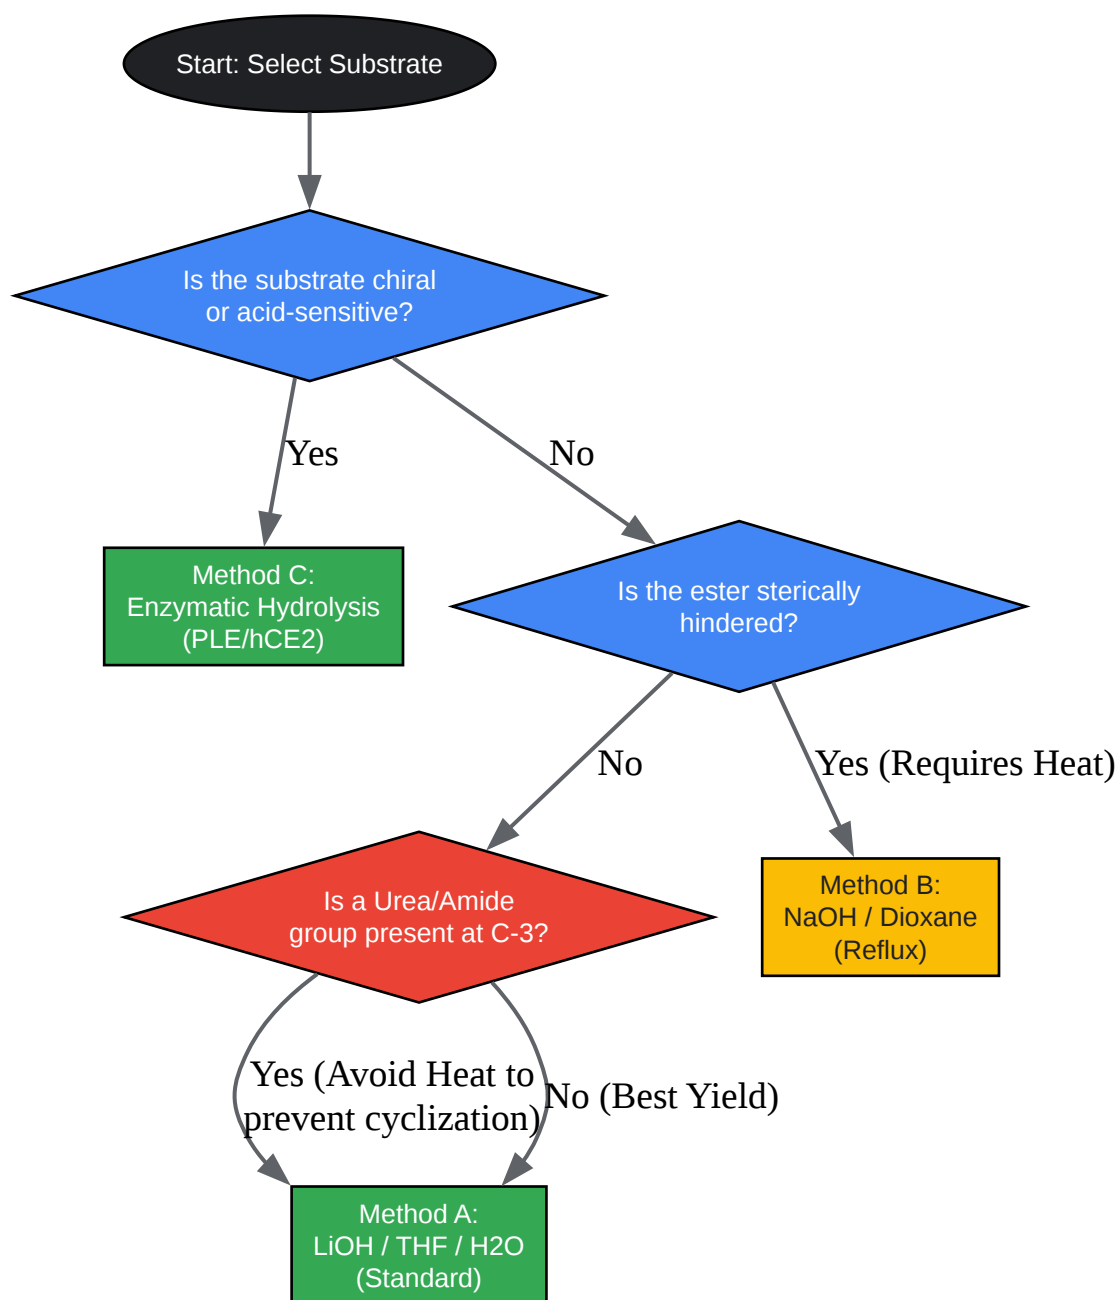 Start: Select Substrate
Is the substrate chiral
or acid-sensitive?
Yes
No
Method C:
Enzymatic Hydrolysis
(PLE/hCE2)
Is the ester sterically
hindered?
No
Yes (Requires Heat)
Is a Urea/Amide
group present at C-3?
Method B:
NaOH / Dioxane
(Reflux)
Yes (Avoid Heat to
prevent cyclization)
No (Best Yield)
Method A:
LiOH / THF / H2O
(Standard)